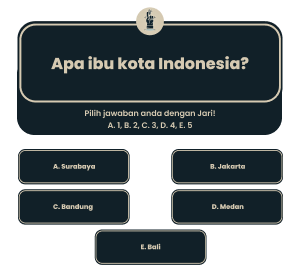 Apa ibu kota Indonesia?
Pilih jawaban anda dengan Jari!
A. 1, B. 2, C. 3, D. 4, E. 5
A. Surabaya
B. Jakarta
C. Bandung
D. Medan
E. Bali